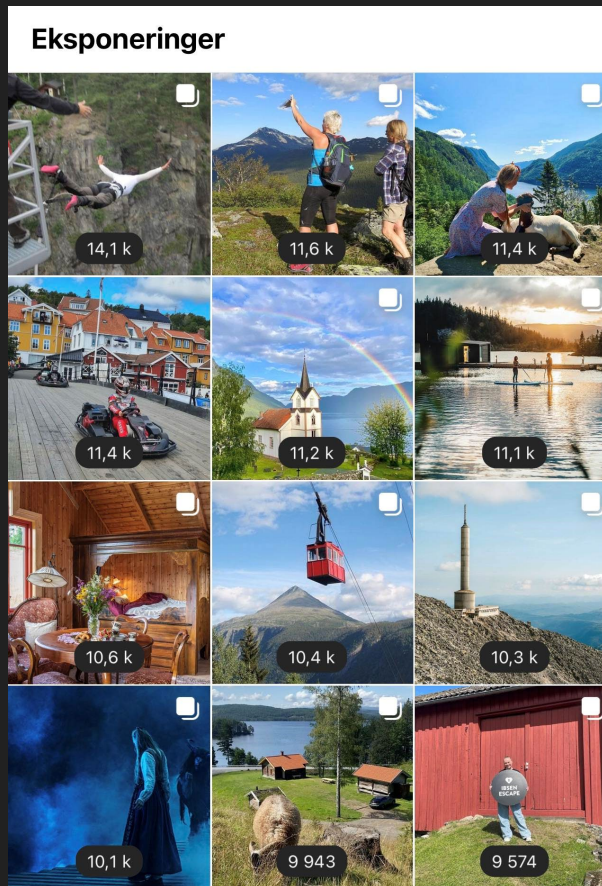 Eksponeringer
14,1 k
11,6 k
11,4 k
11,4 k
11,2 k
11,1 k
10,6 k
10,4 k
10,3 k
10,1 k
9 943
9 574
IBSEN
ESCAPE